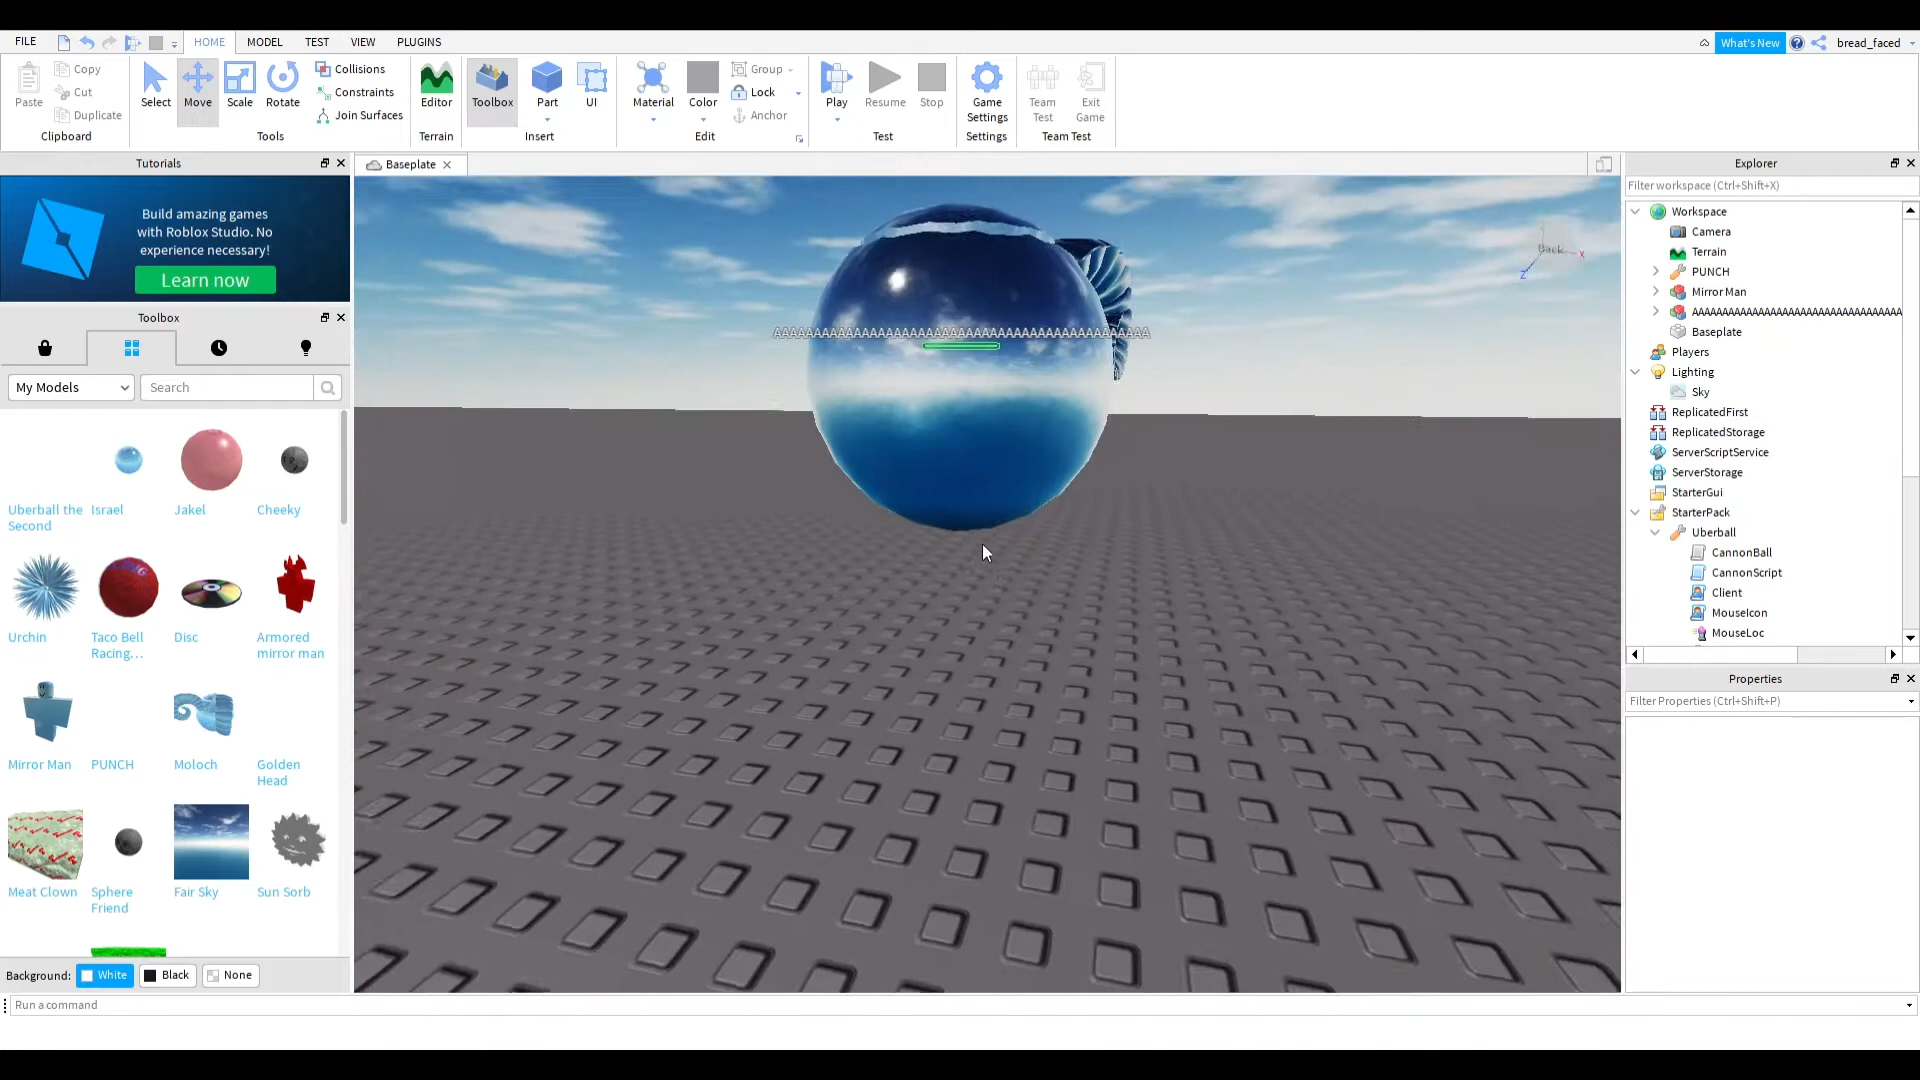 FILE HOME MODEL TEST VIEW PLUGINS What's New bread_faced
Paste Copy Cut Duplicate Select Move Scale Rotate Collisions Constraints Join Surfaces Editor Toolbox Part UI Material Color Group Lock Anchor Play Resume Stop Game Settings Team Test Exit Game
Clipboard Tools Terrain Insert Edit Test Settings Team Test
Tutorials
Build amazing games
with Roblox Studio. No
experience necessary!
Learn now
Toolbox
My Models Search
Uberball the Second
Israel
Jakel
Cheeky
Urchin
Taco Bell Racing...
Disc
Armored mirror man
Mirror Man
PUNCH
Moloch
Golden Head
Meat Clown
Sphere Friend
Fair Sky
Sun Sorb
Background: White Black None
Run a command
Baseplate
Back
X
Z
Explorer
Filter workspace (Ctrl+Shift+X)
Workspace
Camera
Terrain
PUNCH
Mirror Man
Baseplate
Players
Lighting
Sky
ReplicatedFirst
ReplicatedStorage
ServerScriptService
ServerStorage
StarterGui
StarterPack
Uberball
CannonBall
CannonScript
Client
MouseIcon
MouseLoc
Properties
Filter Properties (Ctrl+Shift+P)